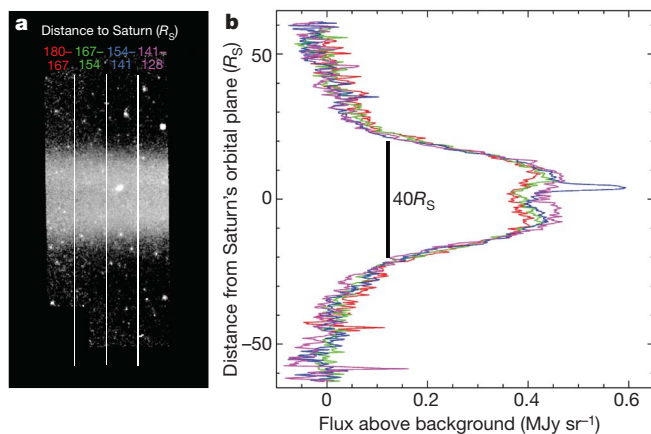 a
Distance to Saturn (RS)
180– 167– 154– 141–
167 154 141 128
b
Distance from Saturn's orbital plane (RS)
50
0
–50
40RS
0 0.2 0.4 0.6
Flux above background (MJy sr–1)